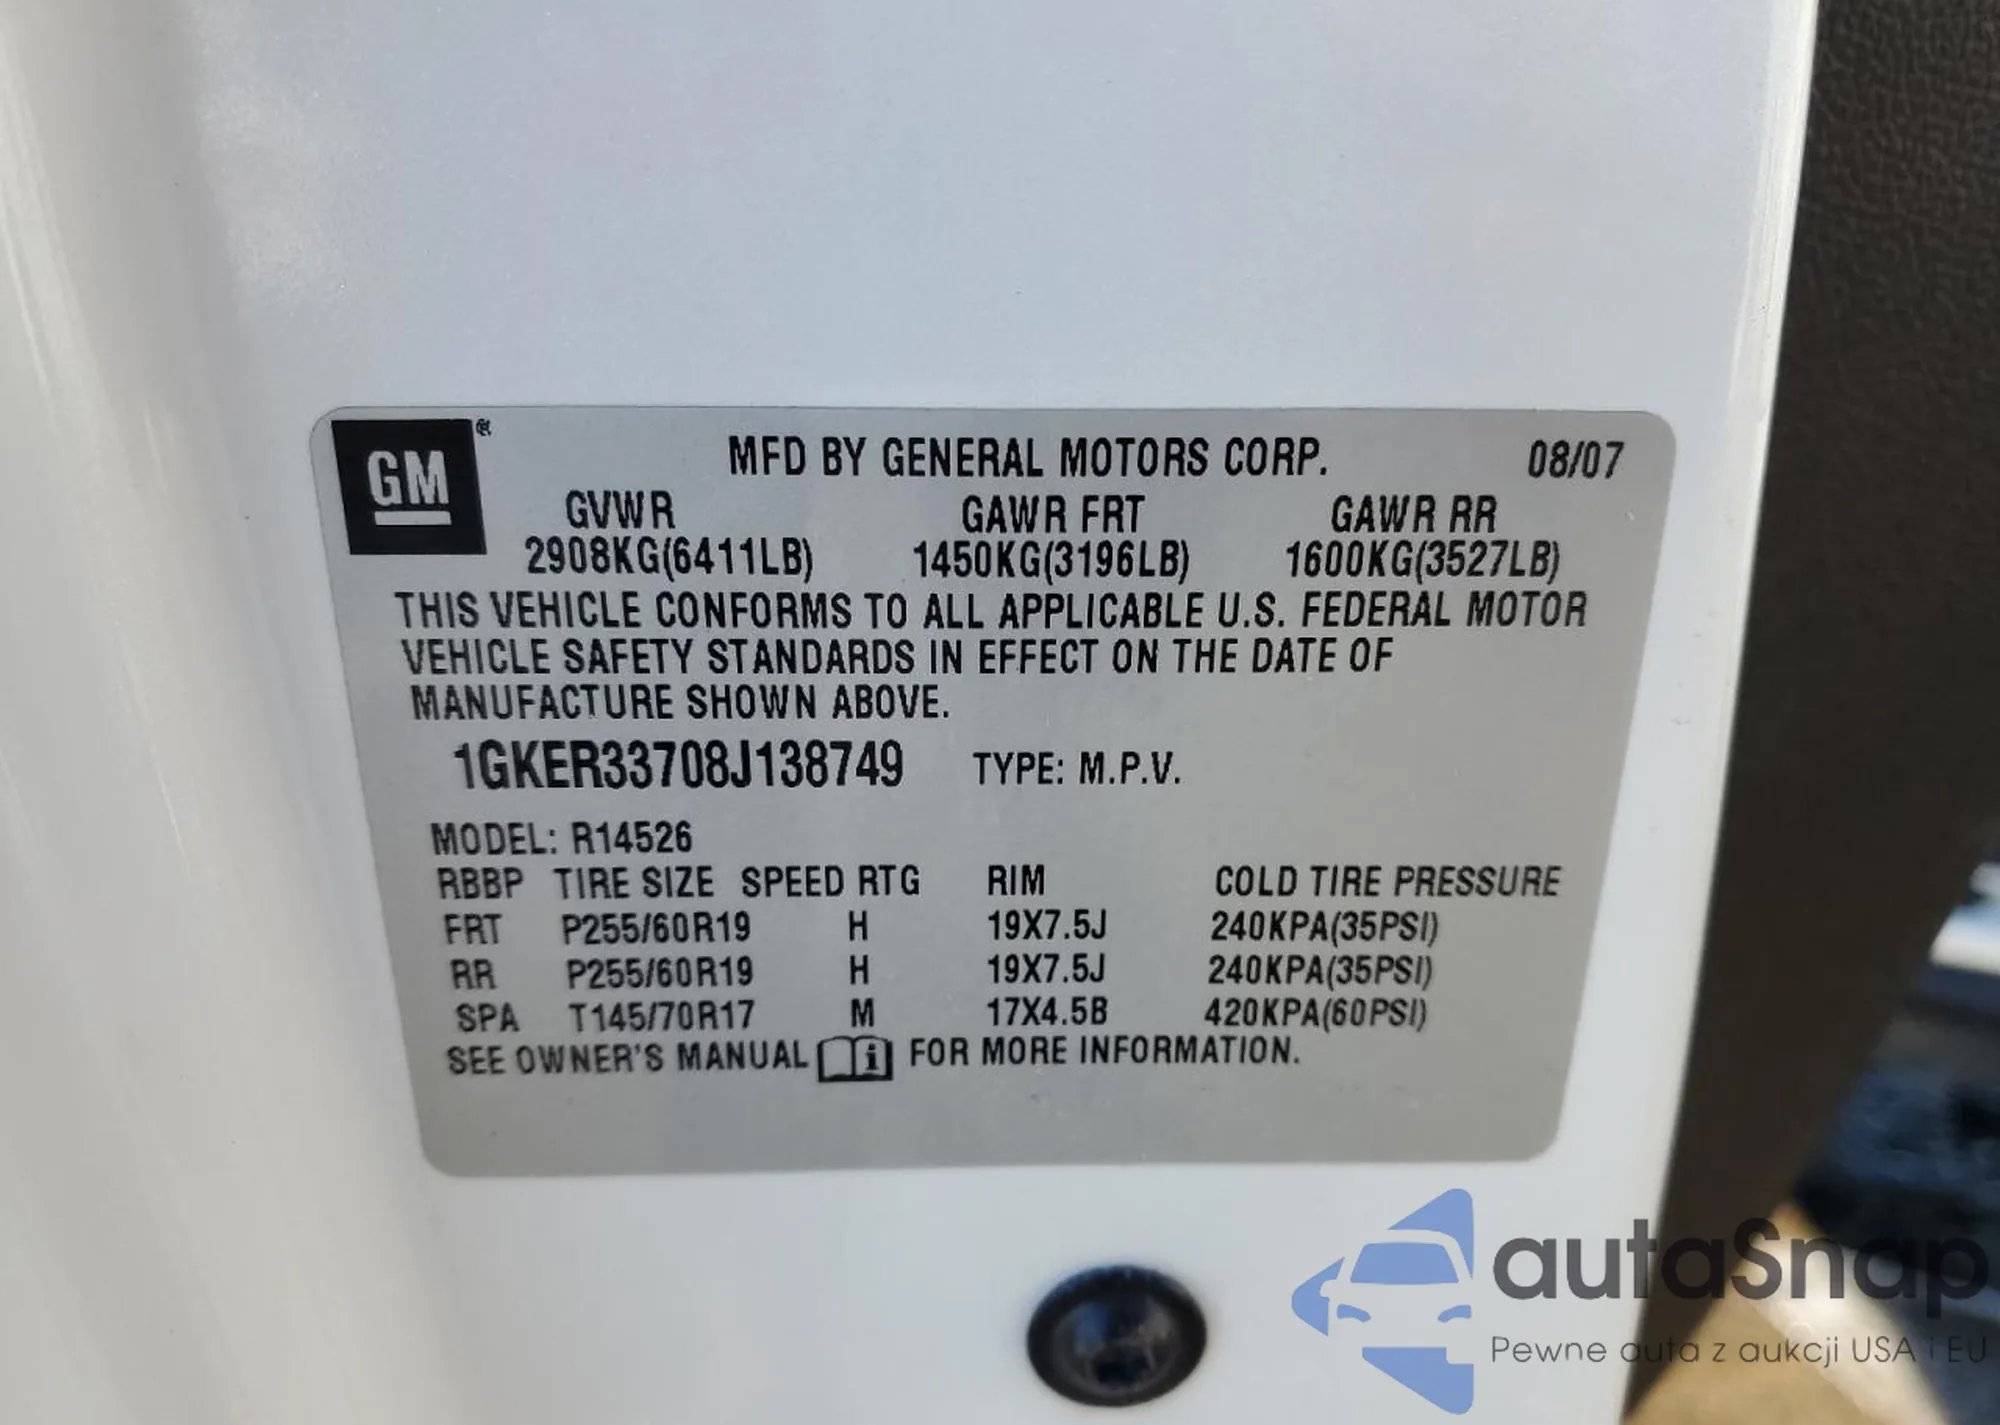 GM®
MFD BY GENERAL MOTORS CORP. 08/07
GVWR GAWR FRT GAWR RR
2908KG(6411LB) 1450KG(3196LB) 1600KG(3527LB)
THIS VEHICLE CONFORMS TO ALL APPLICABLE U.S. FEDERAL MOTOR
VEHICLE SAFETY STANDARDS IN EFFECT ON THE DATE OF
MANUFACTURE SHOWN ABOVE.
1GKER33708J138749 TYPE: M.P.V.
MODEL: R14526
RBBP TIRE SIZE SPEED RTG RIM COLD TIRE PRESSURE
FRT P255/60R19 H 19X7.5J 240KPA(35PSI)
RR P255/60R19 H 19X7.5J 240KPA(35PSI)
SPA T145/70R17 M 17X4.5B 420KPA(60PSI)
SEE OWNER'S MANUAL i FOR MORE INFORMATION.
autaSnap
Pewne auta z aukcji USA i EU